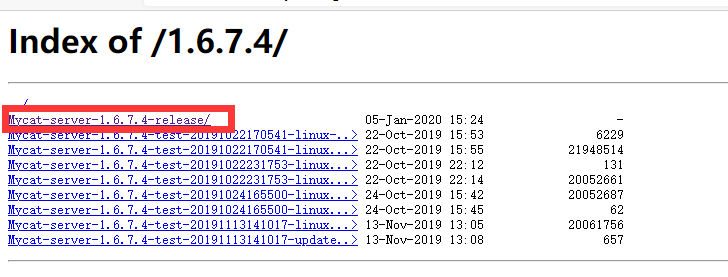 Index of /1.6.7.4/
../
Mycat-server-1.6.7.4-release/ 05-Jan-2020 15:24 -
Mycat-server-1.6.7.4-test-20191022170541-linux-..> 22-Oct-2019 15:53 6229
Mycat-server-1.6.7.4-test-20191022170541-linux...> 22-Oct-2019 15:55 21948514
Mycat-server-1.6.7.4-test-20191022231753-linux...> 22-Oct-2019 22:12 131
Mycat-server-1.6.7.4-test-20191022231753-linux...> 22-Oct-2019 22:14 20052661
Mycat-server-1.6.7.4-test-20191024165500-linux...> 24-Oct-2019 15:42 20052687
Mycat-server-1.6.7.4-test-20191024165500-linux...> 24-Oct-2019 15:45 62
Mycat-server-1.6.7.4-test-20191113141017-linux...> 13-Nov-2019 13:05 20061756
Mycat-server-1.6.7.4-test-20191113141017-update..> 13-Nov-2019 13:08 657